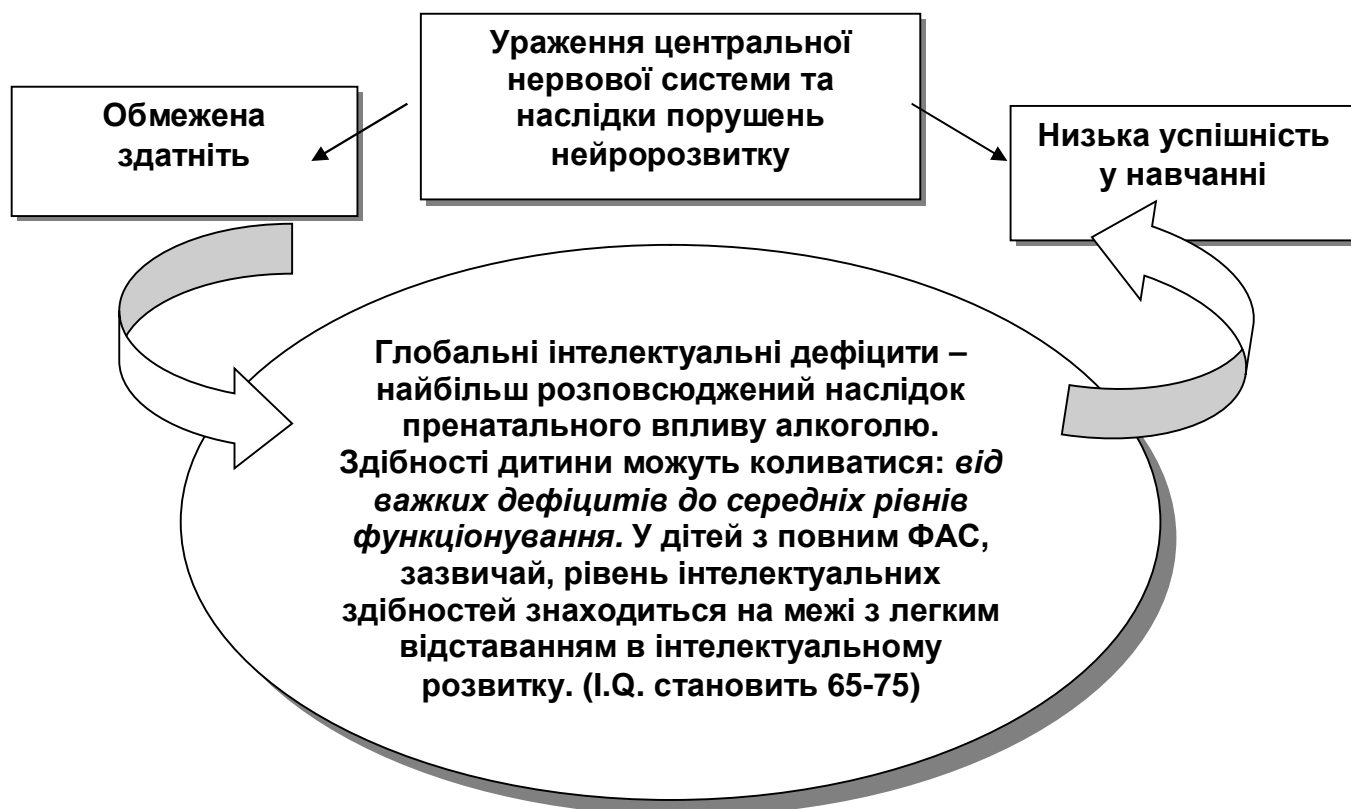 Ураження центральної
нервової системи та
наслідки порушень
нейророзвитку
Обмежена
здатніть
Низька успішність
у навчанні
Глобальні інтелектуальні дефіцити –
найбільш розповсюджений наслідок
пренатального впливу алкоголю.
Здібності дитини можуть коливатися: від
важких дефіцитів до середніх рівнів
функціонування. У дітей з повним ФАС,
зазвичай, рівень інтелектуальних
здібностей знаходиться на межі з легким
відставанням в інтелектуальному
розвитку. (I.Q. становить 65-75)